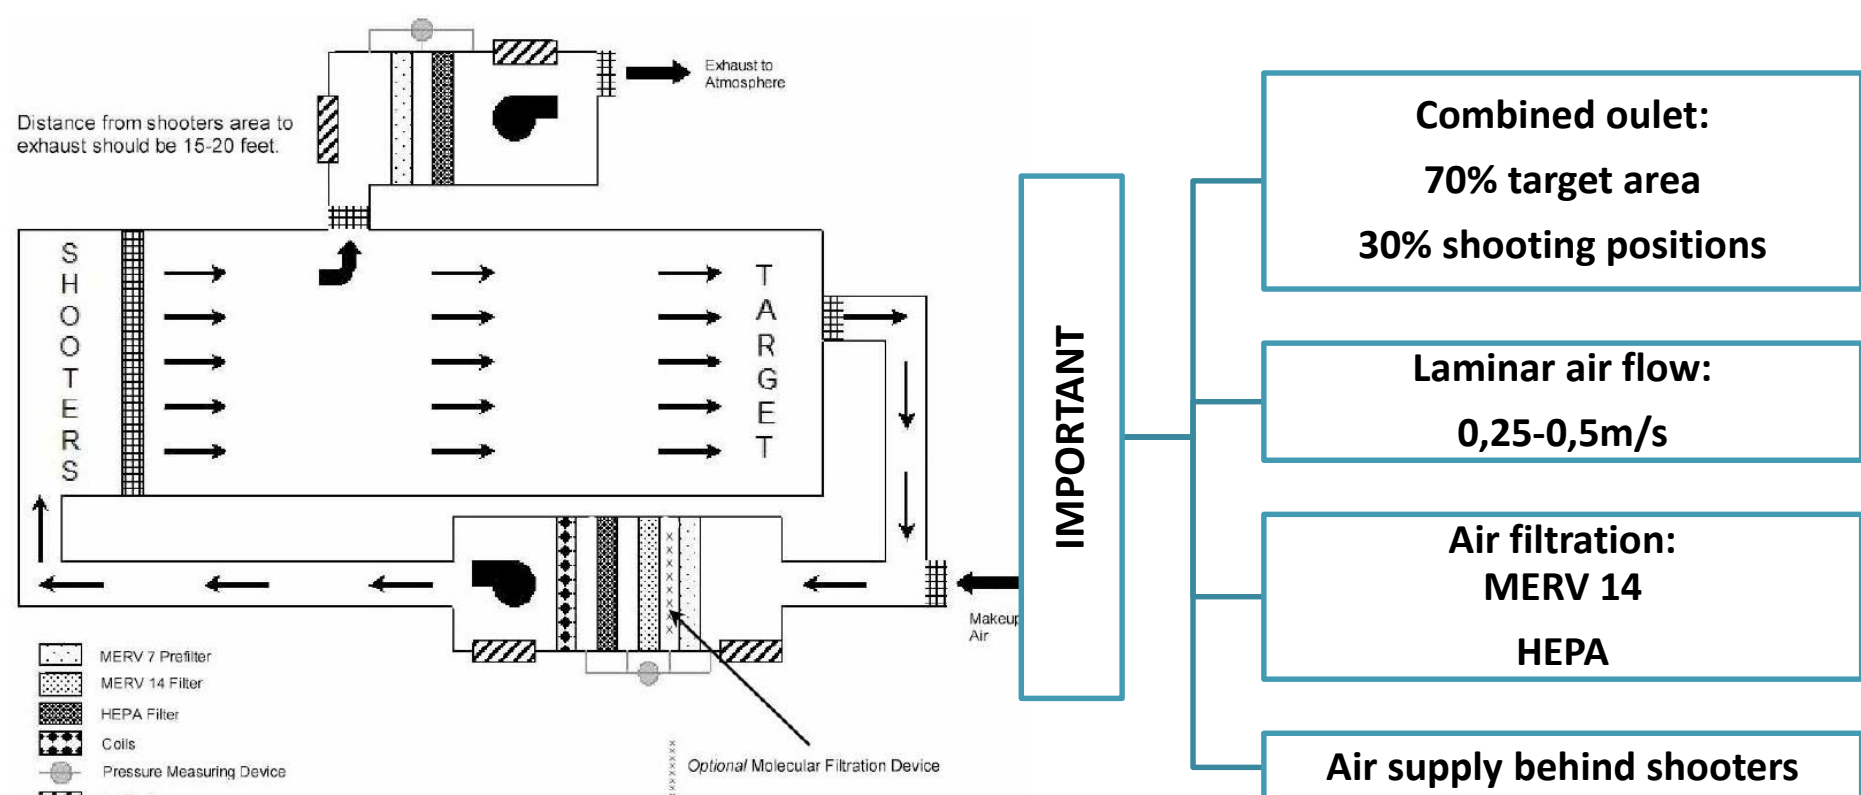 Exhaust to
Atmosphere
Distance from shooters area to
exhaust should be 15-20 feet.
SHOOTERS
TARGET
Makeup
Air
MERV 7 Prefilter
MERV 14 Filter
HEPA Filter
Coils
Pressure Measuring Device
Optional Molecular Filtration Device
IMPORTANT
Combined oulet:
70% target area
30% shooting positions
Laminar air flow:
0,25-0,5m/s
Air filtration:
MERV 14
HEPA
Air supply behind shooters